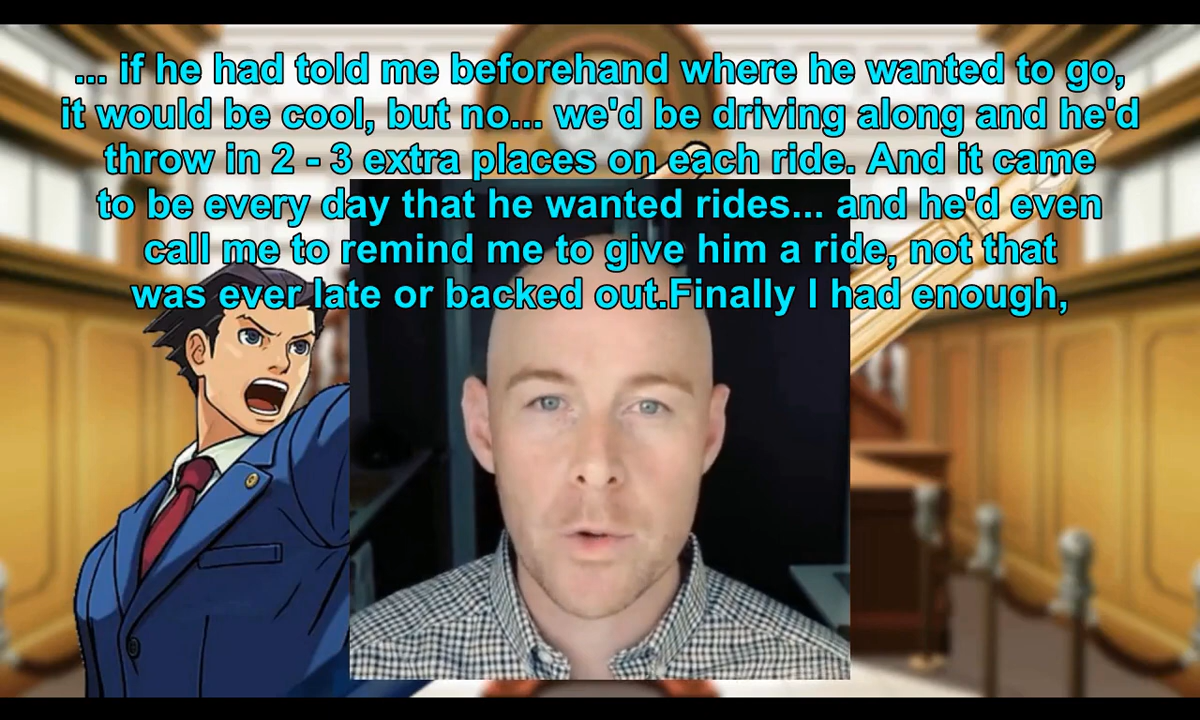 ... if he had told me beforehand where he wanted to go,
it would be cool, but no... we'd be driving along and he'd
throw in 2 - 3 extra places on each ride. And it came
to be every day that he wanted rides... and he'd even
call me to remind me to give him a ride, not that
was ever late or backed out.Finally I had enough,